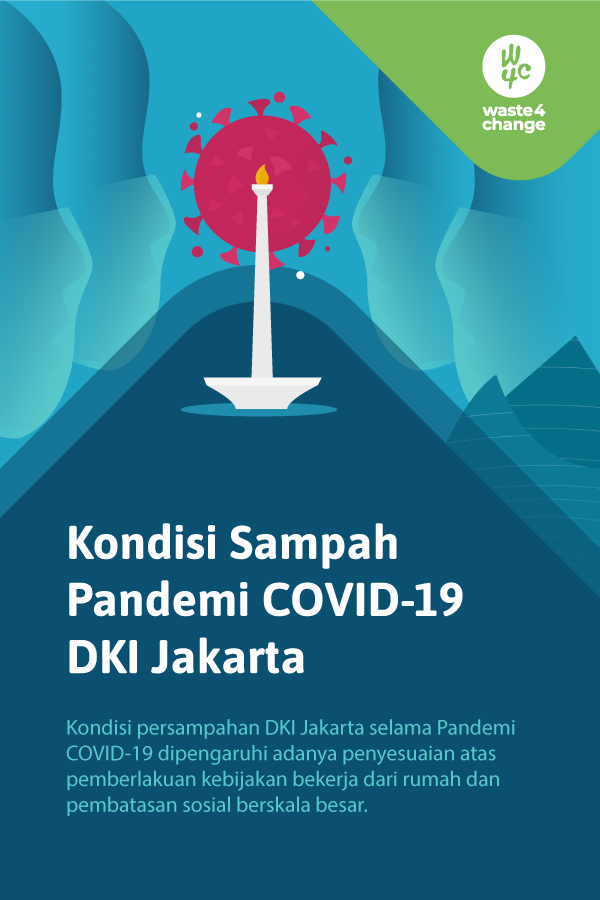 W4C
waste4
change
Kondisi Sampah
Pandemi COVID-19
DKI Jakarta
Kondisi persampahan DKI Jakarta selama Pandemi
COVID-19 dipengaruhi adanya penyesuaian atas
pemberlakuan kebijakan bekerja dari rumah dan
pembatasan sosial berskala besar.